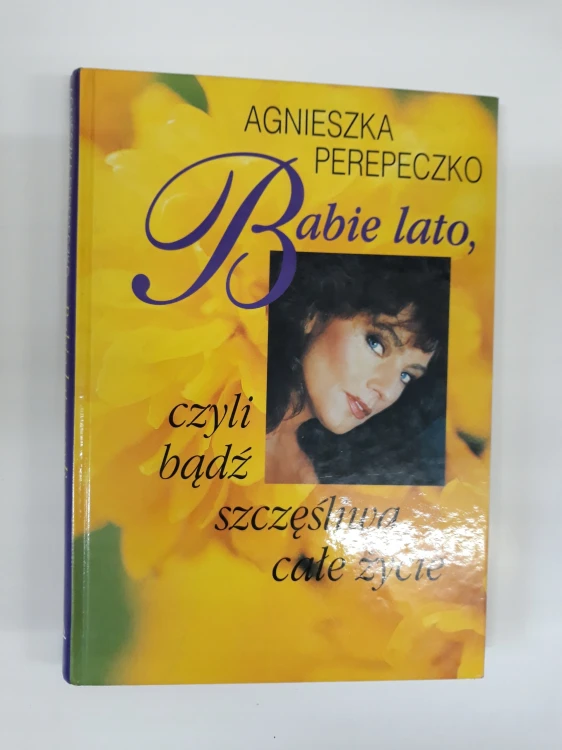 AGNIESZKA
PEREPECZKO
Babie lato,
czyli
bądź
szczęśliwa
całe życie